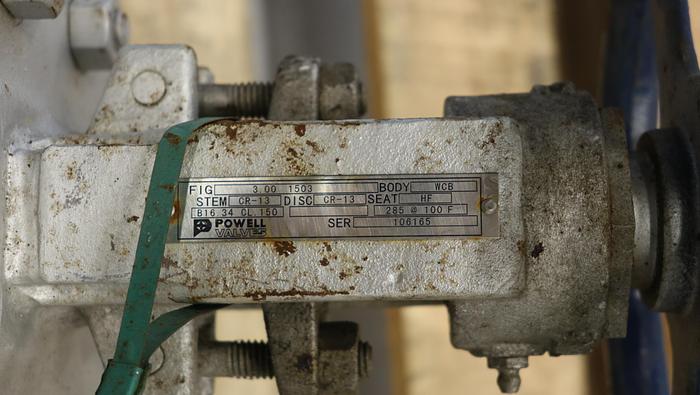 FIG 3.00 1503 BODY WCB
STEM CR-13 DISC CR-13 SEAT HF
B16 34 CL 150 285 @ 100 F
POWELL VALVES SER 106165